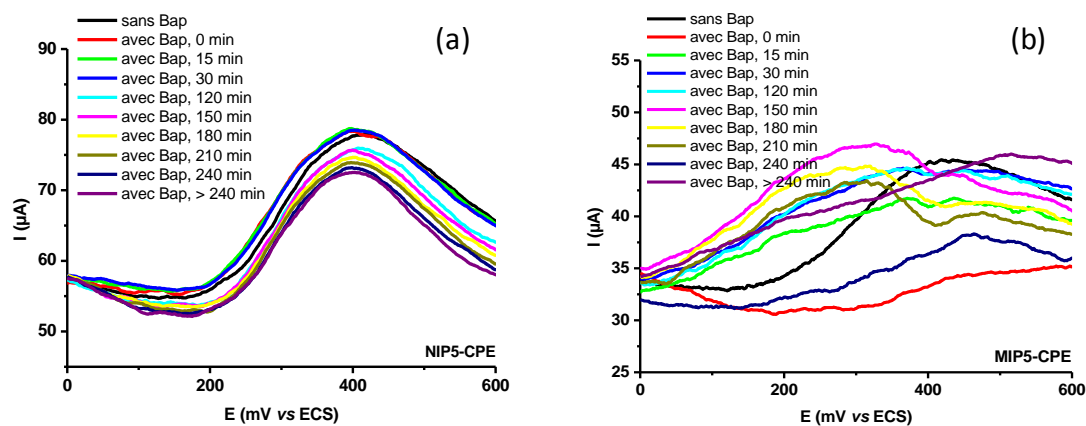 sans Bap
avec Bap, 0 min
avec Bap, 15 min
avec Bap, 30 min
avec Bap, 120 min
avec Bap, 150 min
avec Bap, 180 min
avec Bap, 210 min
avec Bap, 240 min
avec Bap, > 240 min
(a)
90
80
70
60
50
I (µA)
0
200
400
600
E (mV vs ECS)
NIP5-CPE
sans Bap
avec Bap, 0 min
avec Bap, 15 min
avec Bap, 30 min
avec Bap, 120 min
avec Bap, 150 min
avec Bap, 180 min
avec Bap, 210 min
avec Bap, 240 min
avec Bap, > 240 min
(b)
55
50
45
40
35
30
25
I (µA)
0
200
400
600
E (mV vs ECS)
MIP5-CPE